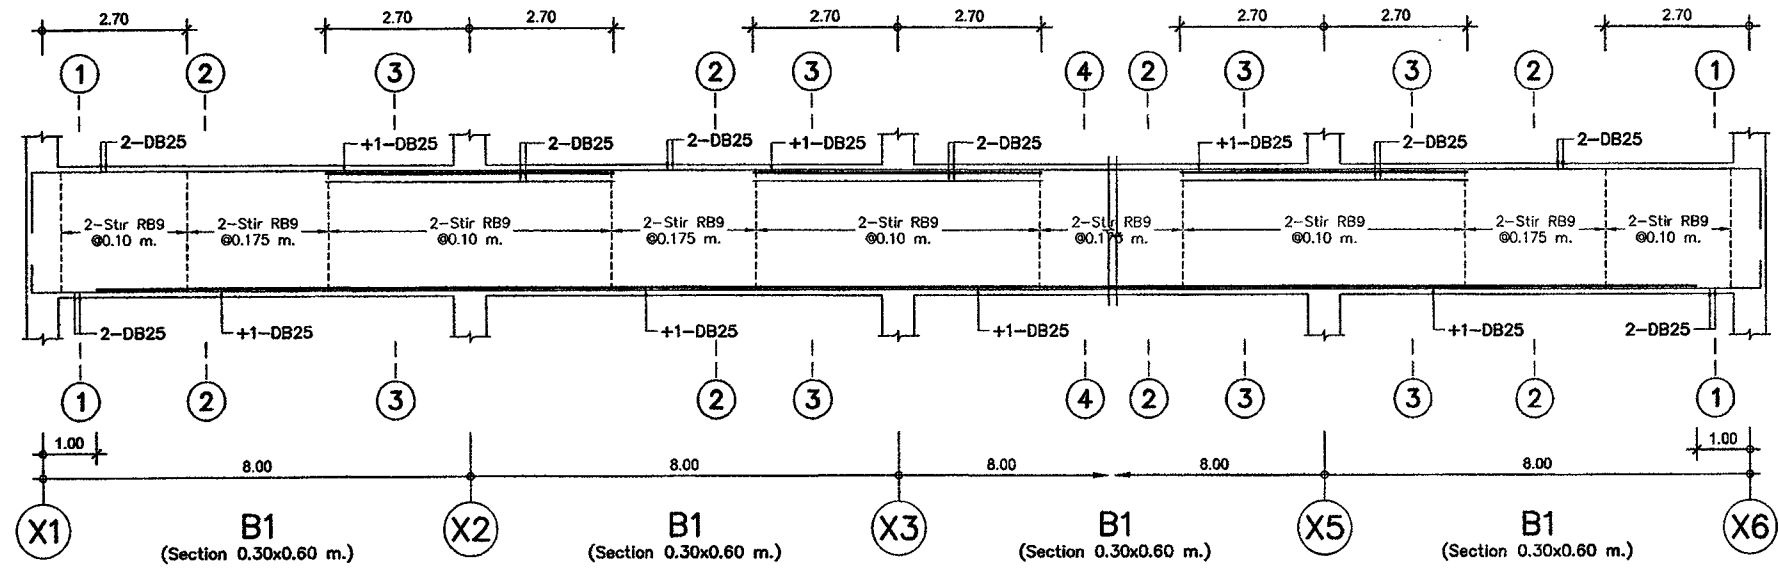 2.70 2.70 2.70 2.70 2.70 2.70 2.70 2.70
1 2 3 2 3 4 2 3 3 2 1
2-DB25 +1-DB25 2-DB25 2-DB25 +1-DB25 2-DB25 +1-DB25 2-DB25 2-DB25
2-Stir RB9 2-Stir RB9 2-Stir RB9 2-Stir RB9 2-Stir RB9 2-Stir RB9 2-Stir RB9 2-Stir RB9 2-Stir RB9
@0.10 m. @0.175 m. @0.10 m. @0.175 m. @0.10 m. @0.175 m. @0.10 m. @0.175 m. @0.10 m.
2-DB25 +1-DB25 +1-DB25 +1-DB25 +1-DB25 2-DB25
1 2 3 2 3 4 2 3 3 2 1
1.00 1.00
8.00 8.00 8.00 8.00 8.00
X1 B1 X2 B1 X3 B1 X5 B1 X6
(Section 0.30x0.60 m.) (Section 0.30x0.60 m.) (Section 0.30x0.60 m.) (Section 0.30x0.60 m.)